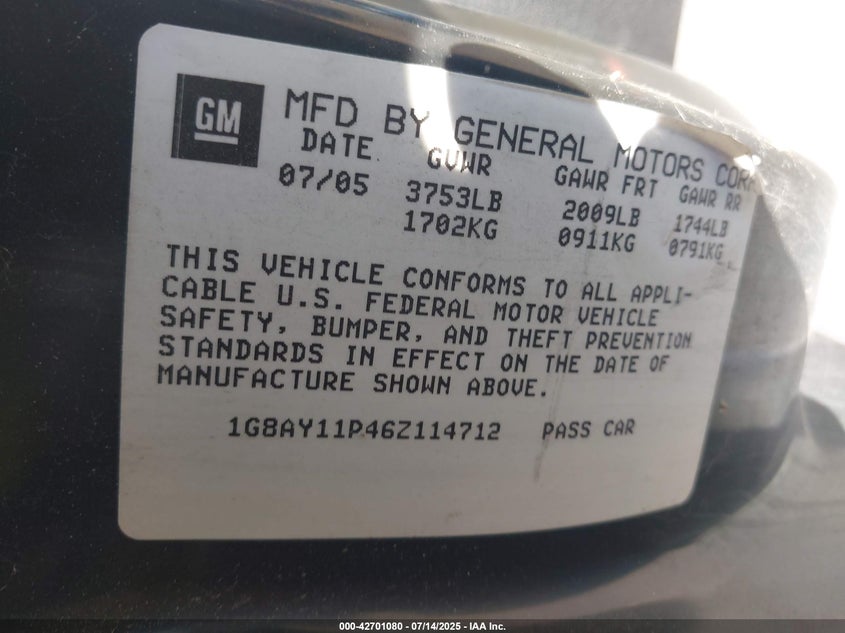 GM
MFD BY GENERAL MOTORS CORP
DATE GVWR GAWR FRT GAWR RR
07/05 3753LB 2009LB 1744LB
1702KG 0911KG 0791KG
THIS VEHICLE CONFORMS TO ALL APPLI-
CABLE U.S. FEDERAL MOTOR VEHICLE
SAFETY, BUMPER, AND THEFT PREVENTION
STANDARDS IN EFFECT ON THE DATE OF
MANUFACTURE SHOWN ABOVE.
1G8AY11P46Z114712 PASS CAR
000-42701080 - 07/14/2025 - IAA Inc.